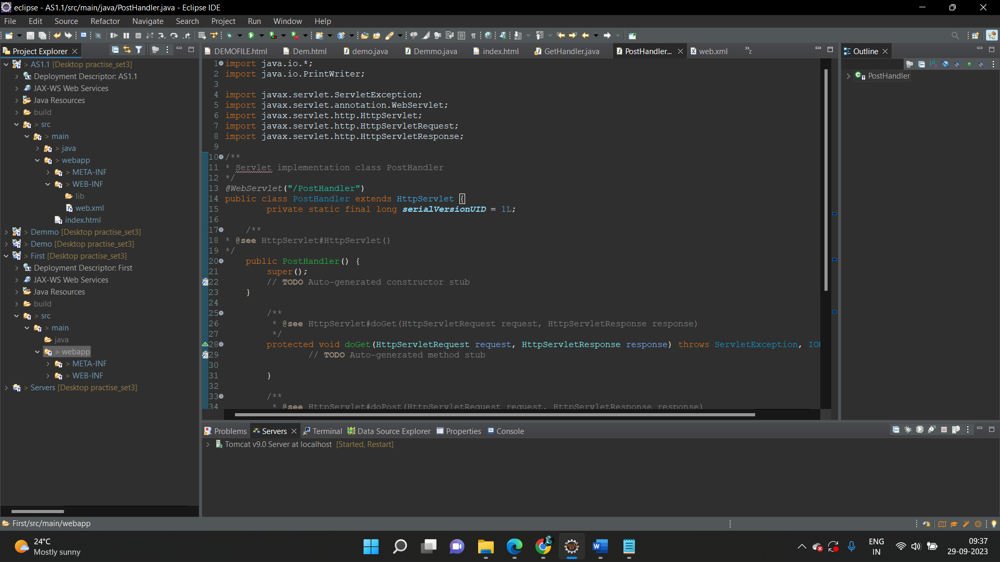 eclipse - AS1.1/src/main/java/PostHandler.java - Eclipse IDE
File Edit Source Refactor Navigate Search Project Run Window Help
Project Explorer
> AS1.1 [Desktop practise_set3]
Deployment Descriptor: AS1.1
JAX-WS Web Services
Java Resources
build
> src
> main
> java
> webapp
> META-INF
> WEB-INF
lib
web.xml
index.html
> Demmo [Desktop practise_set3]
> Demo [Desktop practise_set3]
> First [Desktop practise_set3]
Deployment Descriptor: First
JAX-WS Web Services
Java Resources
build
> src
> main
java
> webapp
> META-INF
> WEB-INF
> Servers [Desktop practise_set3]
DEMOFILE.html Dem.html demo.java Demmo.java index.html GetHandler.java PostHandler... web.xml »2
1 import java.io.*;
2 import java.io.PrintWriter;
3
4 import javax.servlet.ServletException;
5 import javax.servlet.annotation.WebServlet;
6 import javax.servlet.http.HttpServlet;
7 import javax.servlet.http.HttpServletRequest;
8 import javax.servlet.http.HttpServletResponse;
9
10 /**
11 * Servlet implementation class PostHandler
12 */
13 @WebServlet("/PostHandler")
14 public class PostHandler extends HttpServlet {
15 private static final long serialVersionUID = 1L;
16
17 /**
18 * @see HttpServlet#HttpServlet()
19 */
20 public PostHandler() {
21 super();
22 // TODO Auto-generated constructor stub
23 }
24
25 /**
26 * @see HttpServlet#doGet(HttpServletRequest request, HttpServletResponse response)
27 */
28 protected void doGet(HttpServletRequest request, HttpServletResponse response) throws ServletException, IOE
29 // TODO Auto-generated method stub
30
31 }
32
33 /**
34 * @see HttpServlet#doPost(HttpServletRequest request, HttpServletResponse response)
Outline
PostHandler
Problems Servers Terminal Data Source Explorer Properties Console
Tomcat v9.0 Server at localhost [Started, Restart]
First/src/main/webapp
24°C
Mostly sunny
ENG
IN
09:37
29-09-2023